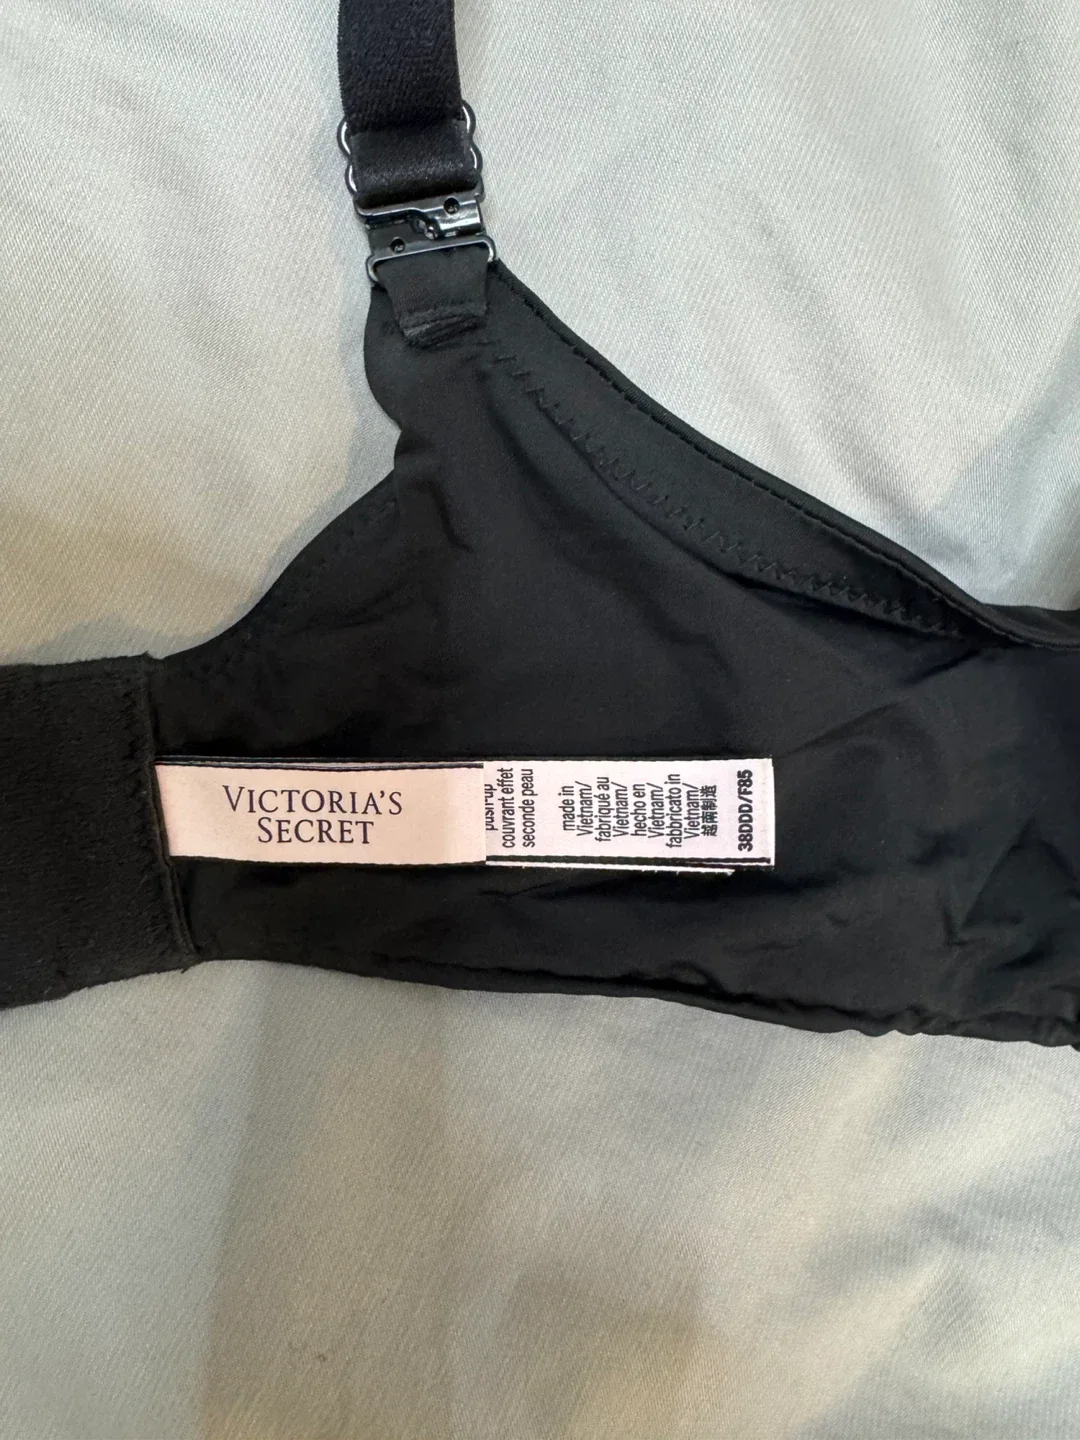 VICTORIA'S
SECRET
push-up
couvrant effet
seconde peau
made in
Vietnam/
fabriqué au
Vietnam/
hecho en
Vietnam/
fabbricato in
Vietnam/
越南制造
38DDD/F85